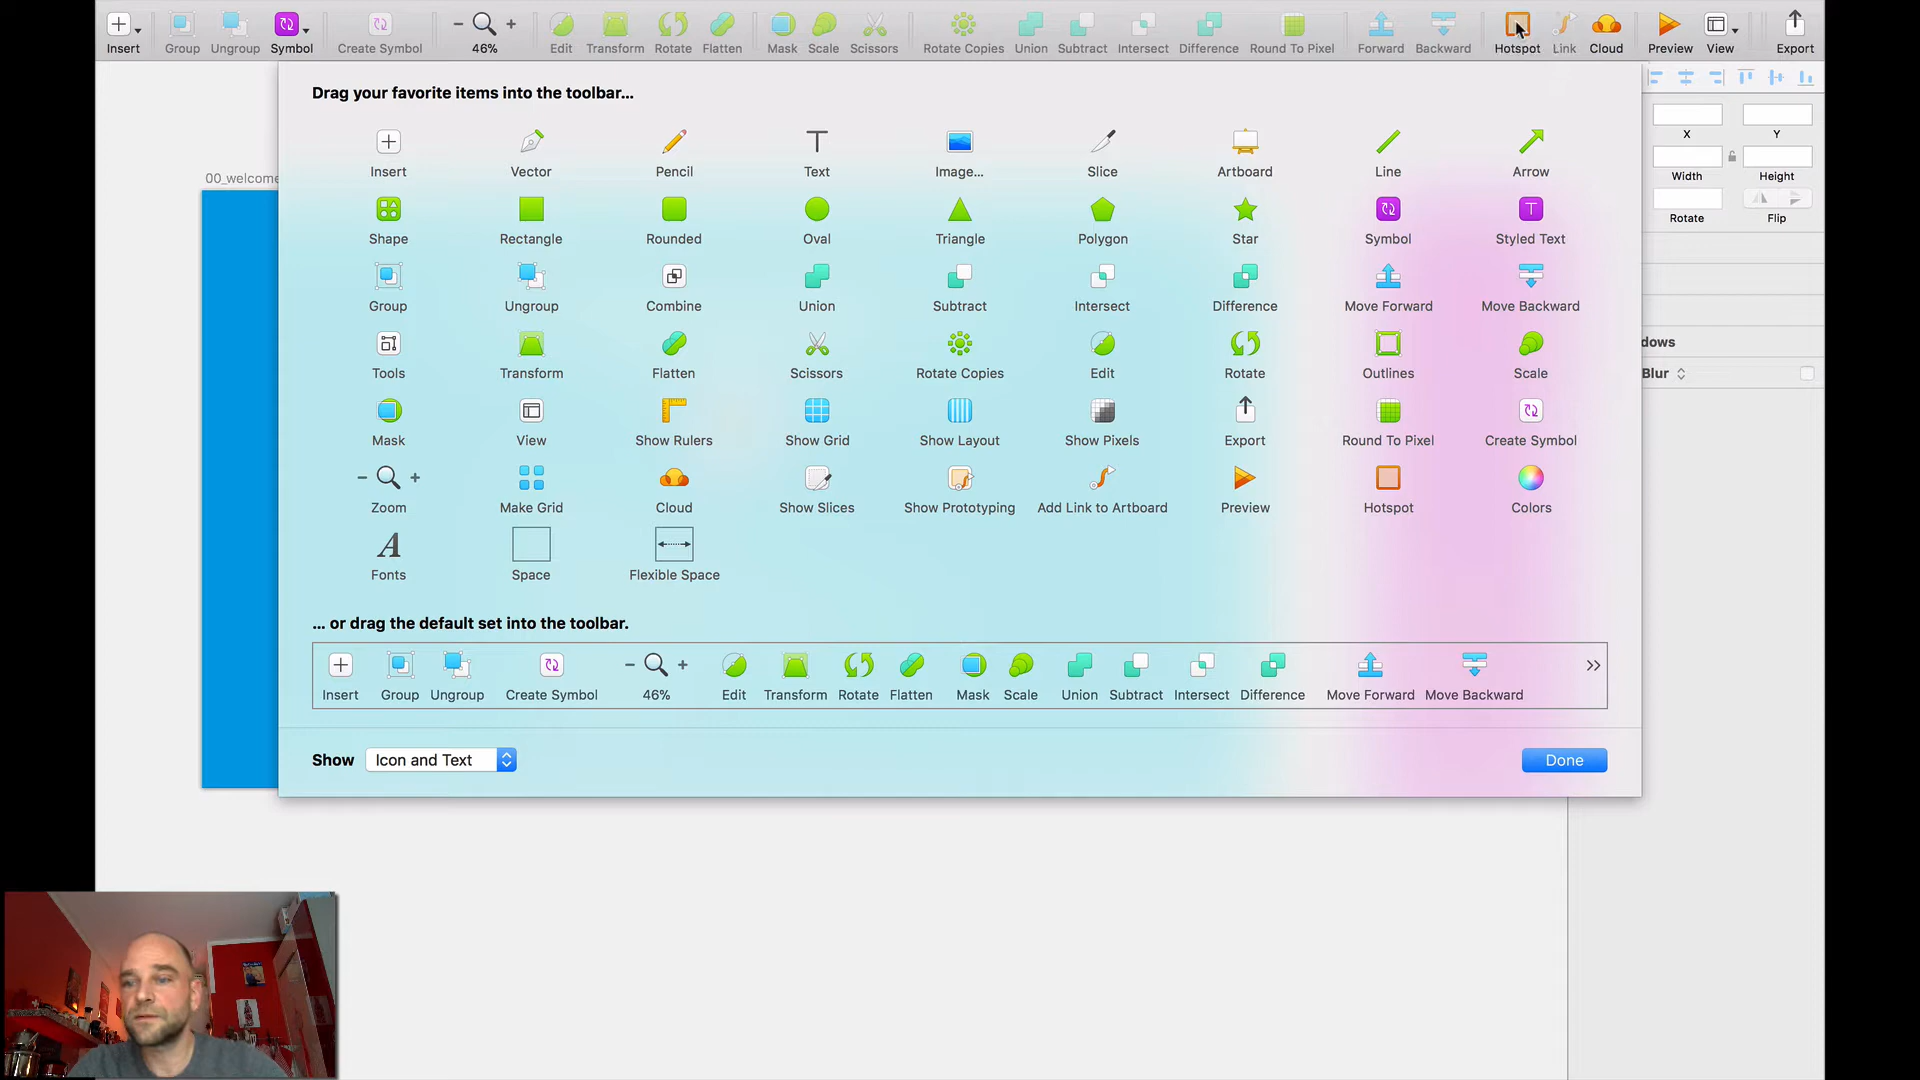 Insert Group Ungroup Symbol Create Symbol 46% Edit Transform Rotate Flatten Mask Scale Scissors Rotate Copies Union Subtract Intersect Difference Round To Pixel Forward Backward Hotspot Link Cloud Preview View Export
Drag your favorite items into the toolbar...
Insert Vector Pencil Text Image... Slice Artboard Line Arrow
X Y
Width Height
Rotate Flip
00_welcome
Shape Rectangle Rounded Oval Triangle Polygon Star Symbol Styled Text
Group Ungroup Combine Union Subtract Intersect Difference Move Forward Move Backward
dows
Tools Transform Flatten Scissors Rotate Copies Edit Rotate Outlines Scale
Blur
Mask View Show Rulers Show Grid Show Layout Show Pixels Export Round To Pixel Create Symbol
Zoom Make Grid Cloud Show Slices Show Prototyping Add Link to Artboard Preview Hotspot Colors
Fonts Space Flexible Space
... or drag the default set into the toolbar.
Insert Group Ungroup Create Symbol 46% Edit Transform Rotate Flatten Mask Scale Union Subtract Intersect Difference Move Forward Move Backward
Show Icon and Text Done